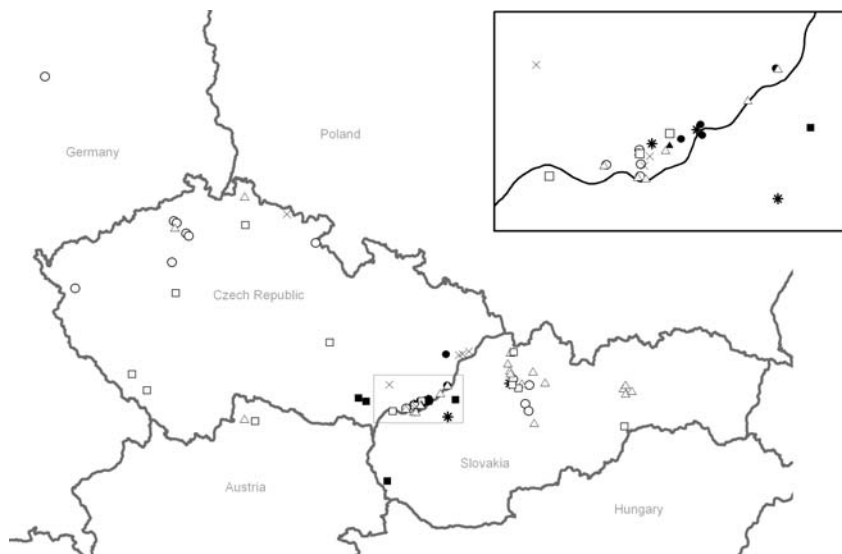 Poland
Germany
Czech Republic
Slovakia
Austria
Hungary